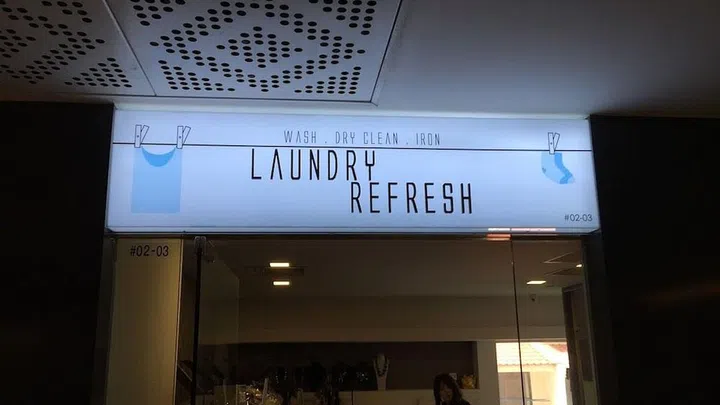 WASH . DRY CLEAN . IRON
LAUNDRY
REFRESH
#02-03
#02-03